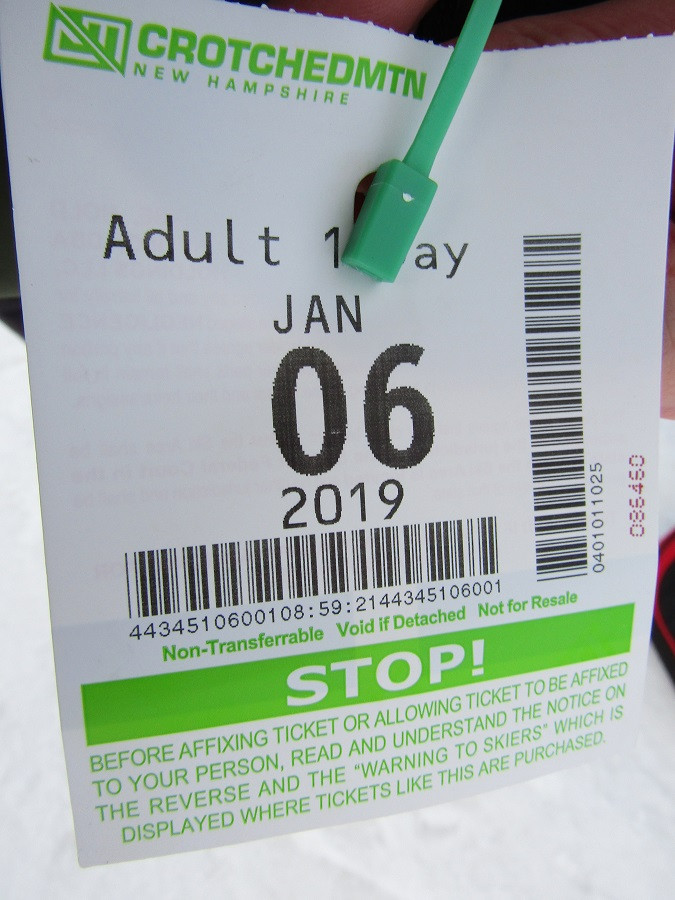 CROTCHEDMTN
NEW HAMPSHIRE
Adult 1 ay
JAN
06
2019
4434510600108:59:2144345106001
0401011025
086460
Non-Transferrable Void if Detached Not for Resale
STOP!
BEFORE AFFIXING TICKET OR ALLOWING TICKET TO BE AFFIXED
TO YOUR PERSON, READ AND UNDERSTAND THE NOTICE ON
THE REVERSE AND THE “WARNING TO SKIERS” WHICH IS
DISPLAYED WHERE TICKETS LIKE THIS ARE PURCHASED.